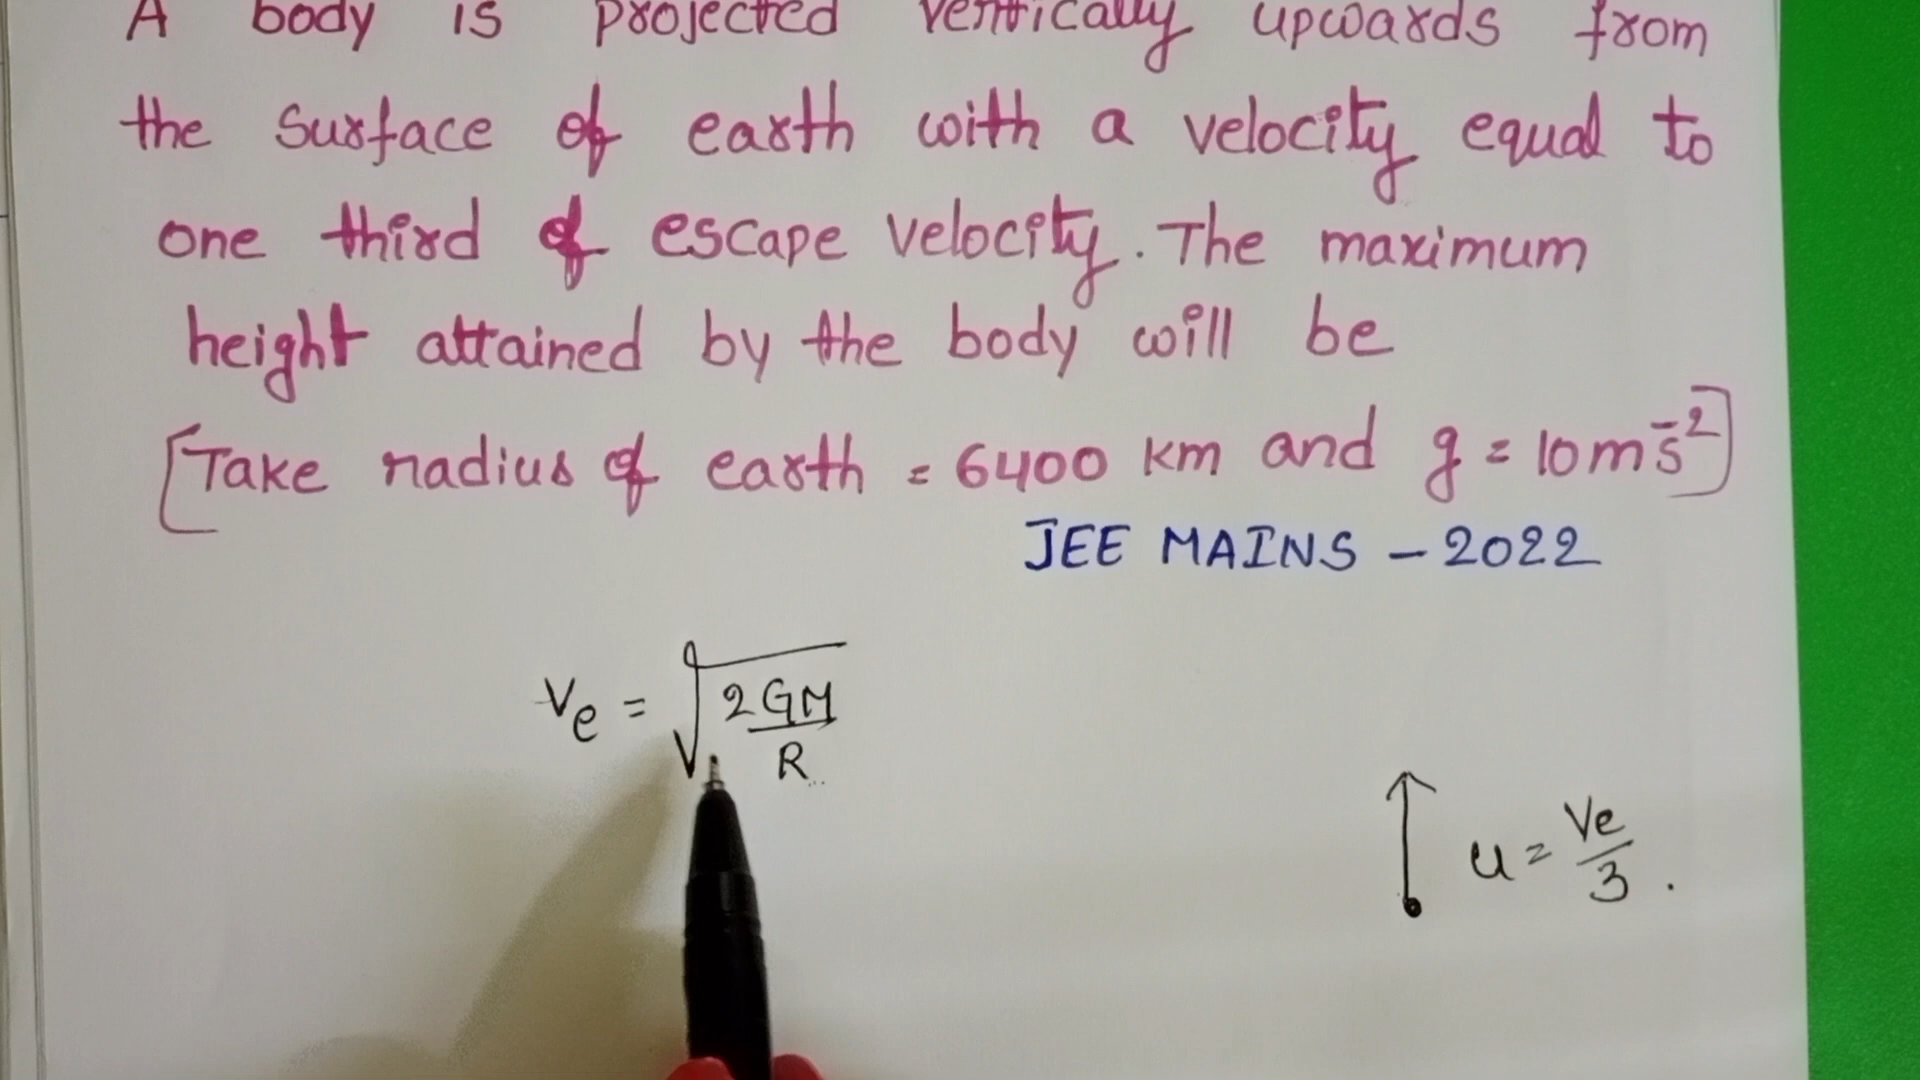 A body is projected vertically upwards from
the surface of earth with a velocity equal to
one third of escape velocity. The maximum
height attained by the body will be
[Take radius of earth = 6400 km and g = 10 m s⁻²]
JEE MAINS - 2022
Ve = √(2GM/R)
u = Ve/3.